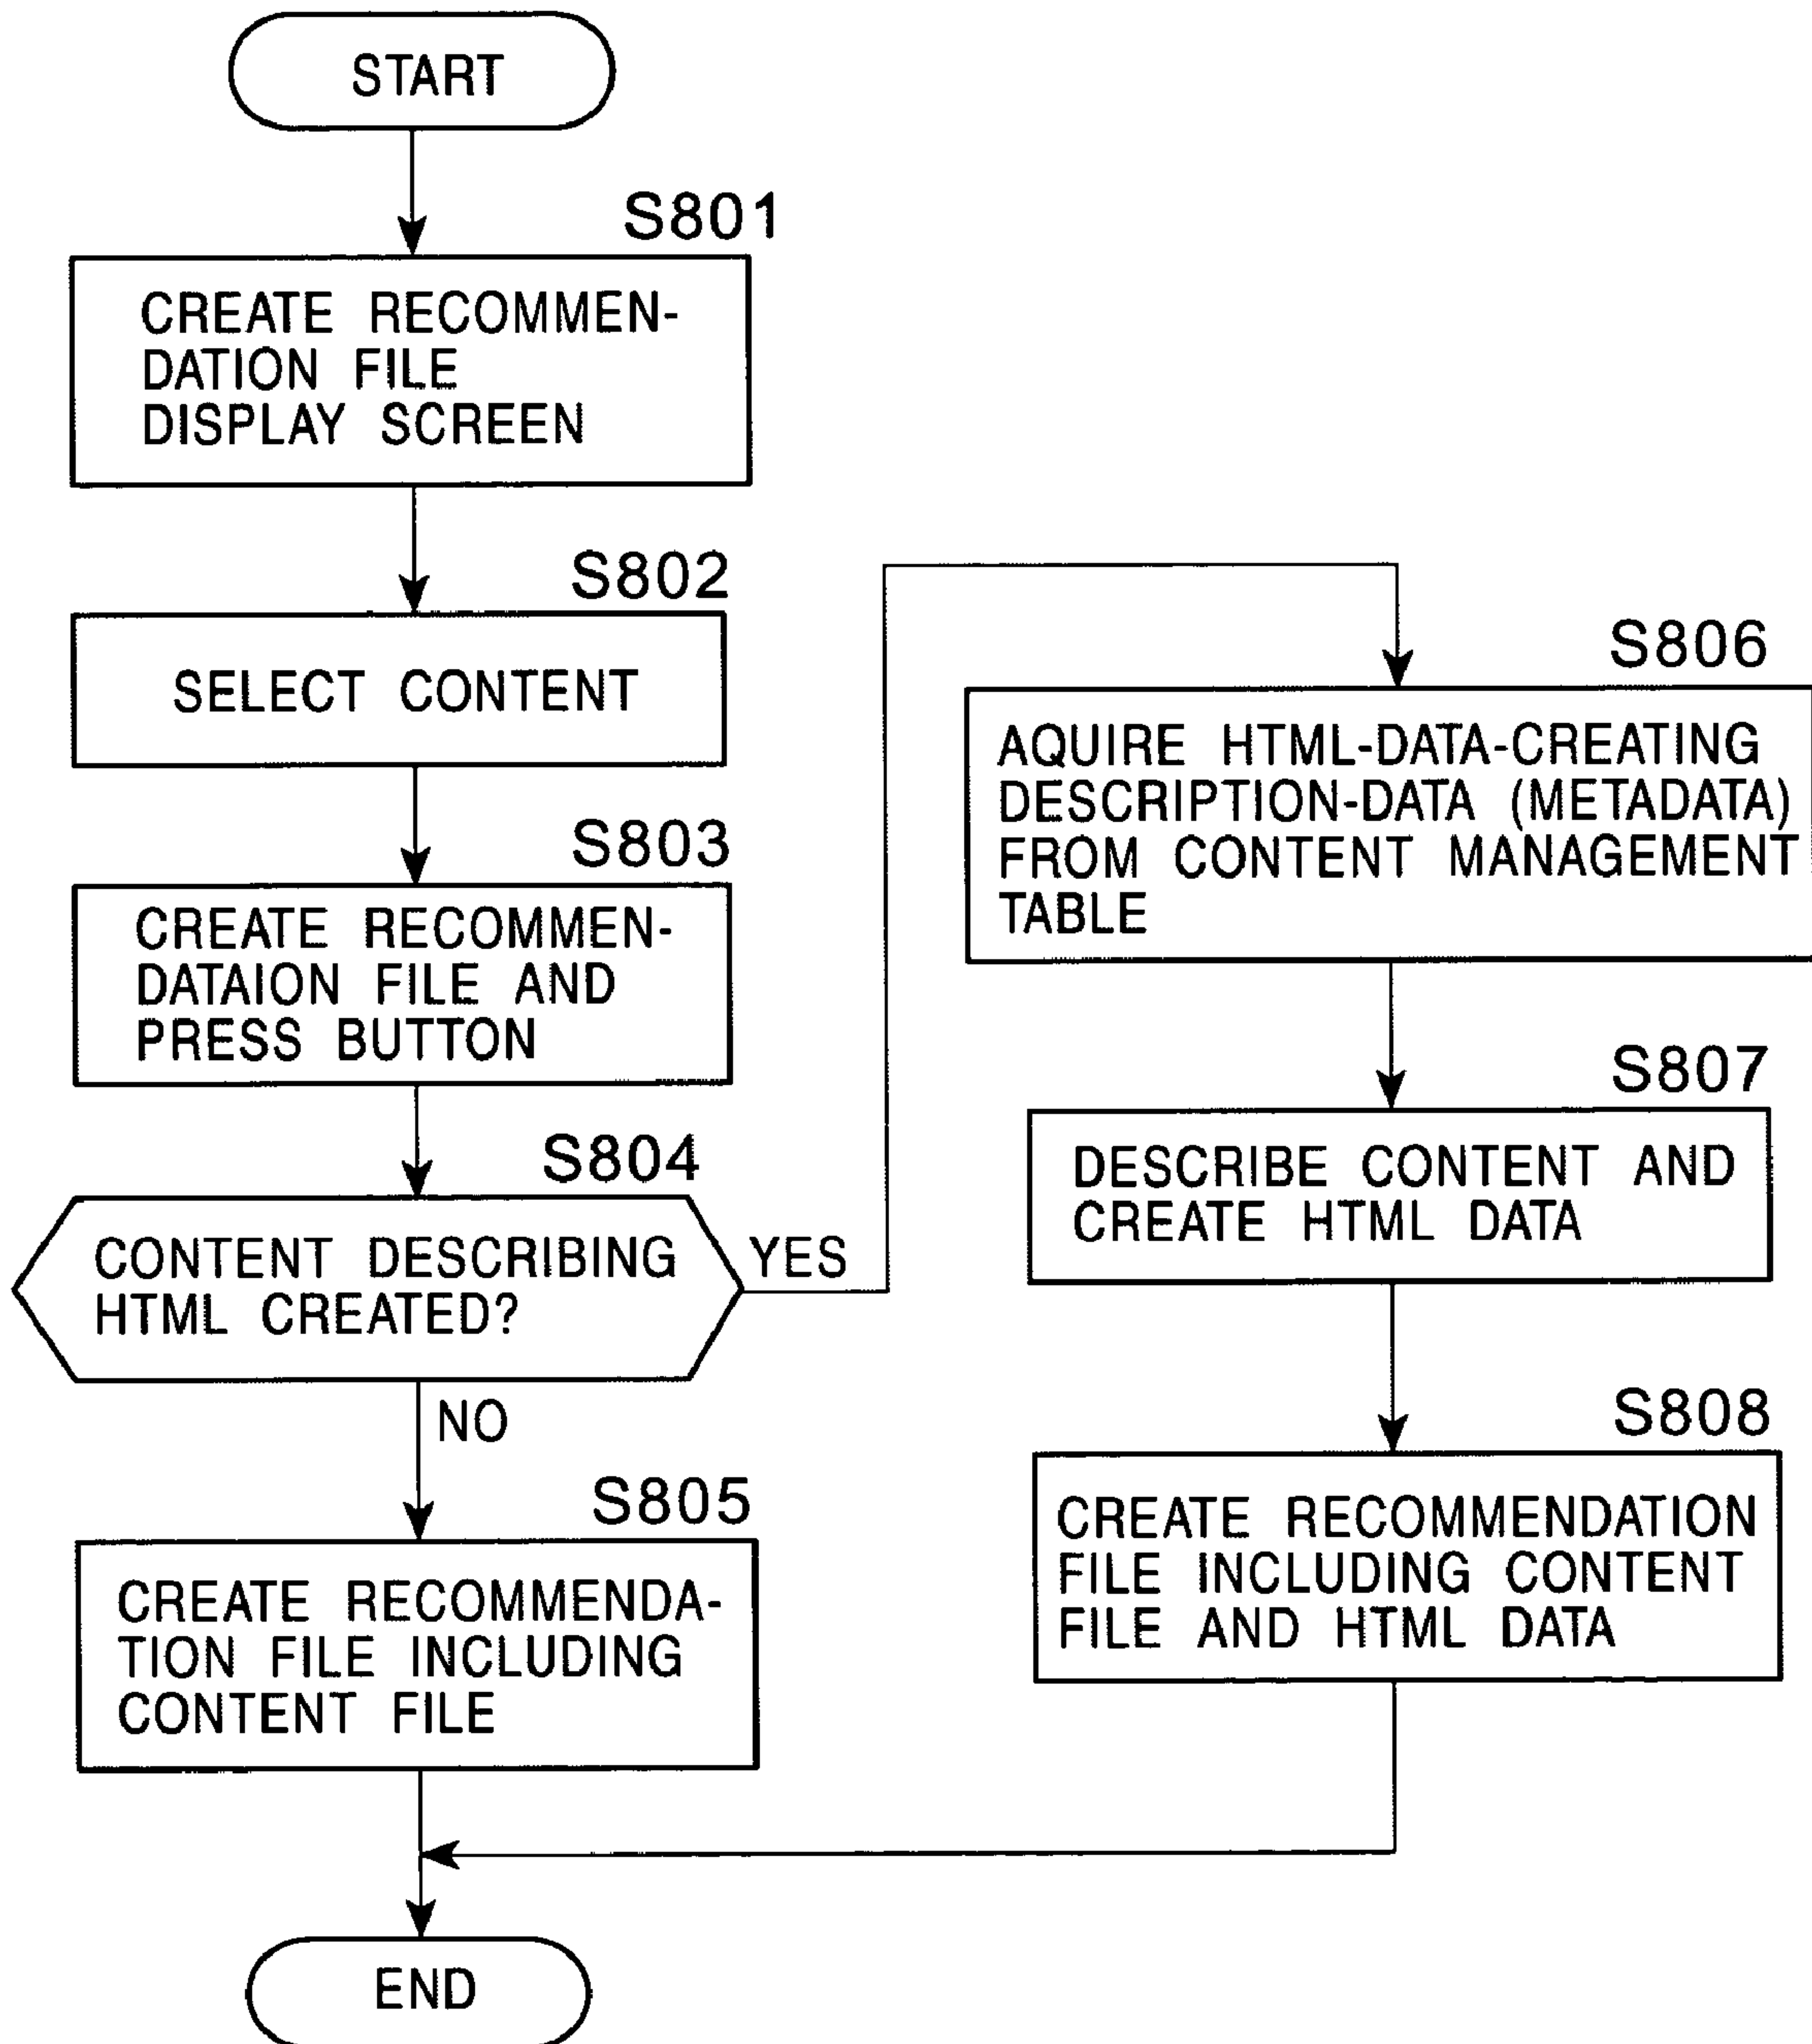 START
S801
CREATE RECOMMEN-
DATION FILE
DISPLAY SCREEN
S802
SELECT CONTENT
S803
CREATE RECOMMEN-
DATAION FILE AND
PRESS BUTTON
S804
CONTENT DESCRIBING
HTML CREATED?
YES
NO
S805
CREATE RECOMMENDA-
TION FILE INCLUDING
CONTENT FILE
S806
AQUIRE HTML-DATA-CREATING
DESCRIPTION-DATA (METADATA)
FROM CONTENT MANAGEMENT
TABLE
S807
DESCRIBE CONTENT AND
CREATE HTML DATA
S808
CREATE RECOMMENDATION
FILE INCLUDING CONTENT
FILE AND HTML DATA
END